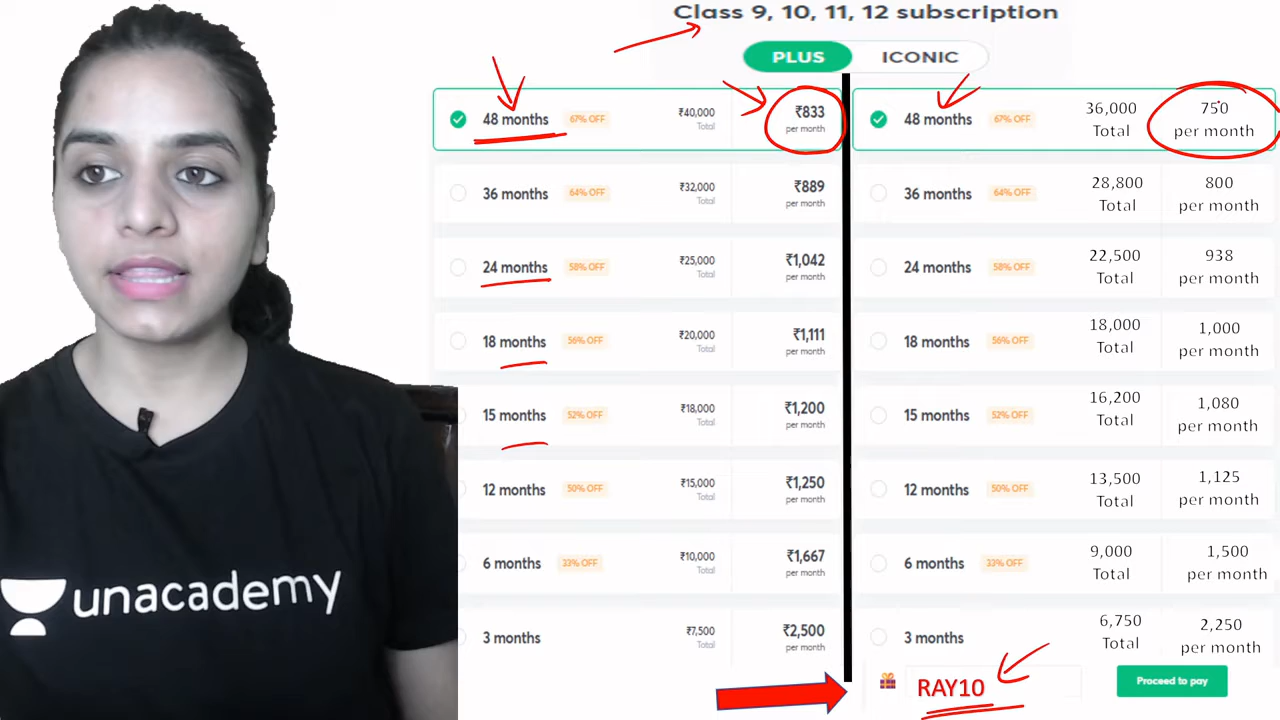 Class 9, 10, 11, 12 subscription
PLUS ICONIC
48 months 67% OFF ₹40,000 Total ₹833 per month
36 months 64% OFF ₹32,000 Total ₹889 per month
24 months 58% OFF ₹25,000 Total ₹1,042 per month
18 months 56% OFF ₹20,000 Total ₹1,111 per month
15 months 52% OFF ₹18,000 Total ₹1,200 per month
12 months 50% OFF ₹15,000 Total ₹1,250 per month
6 months 33% OFF ₹10,000 Total ₹1,667 per month
3 months ₹7,500 Total ₹2,500 per month
48 months 67% OFF 36,000 Total 750 per month
36 months 64% OFF 28,800 Total 800 per month
24 months 58% OFF 22,500 Total 938 per month
18 months 56% OFF 18,000 Total 1,000 per month
15 months 52% OFF 16,200 Total 1,080 per month
12 months 50% OFF 13,500 Total 1,125 per month
6 months 33% OFF 9,000 Total 1,500 per month
3 months 6,750 Total 2,250 per month
RAY10 Proceed to pay
unacademy